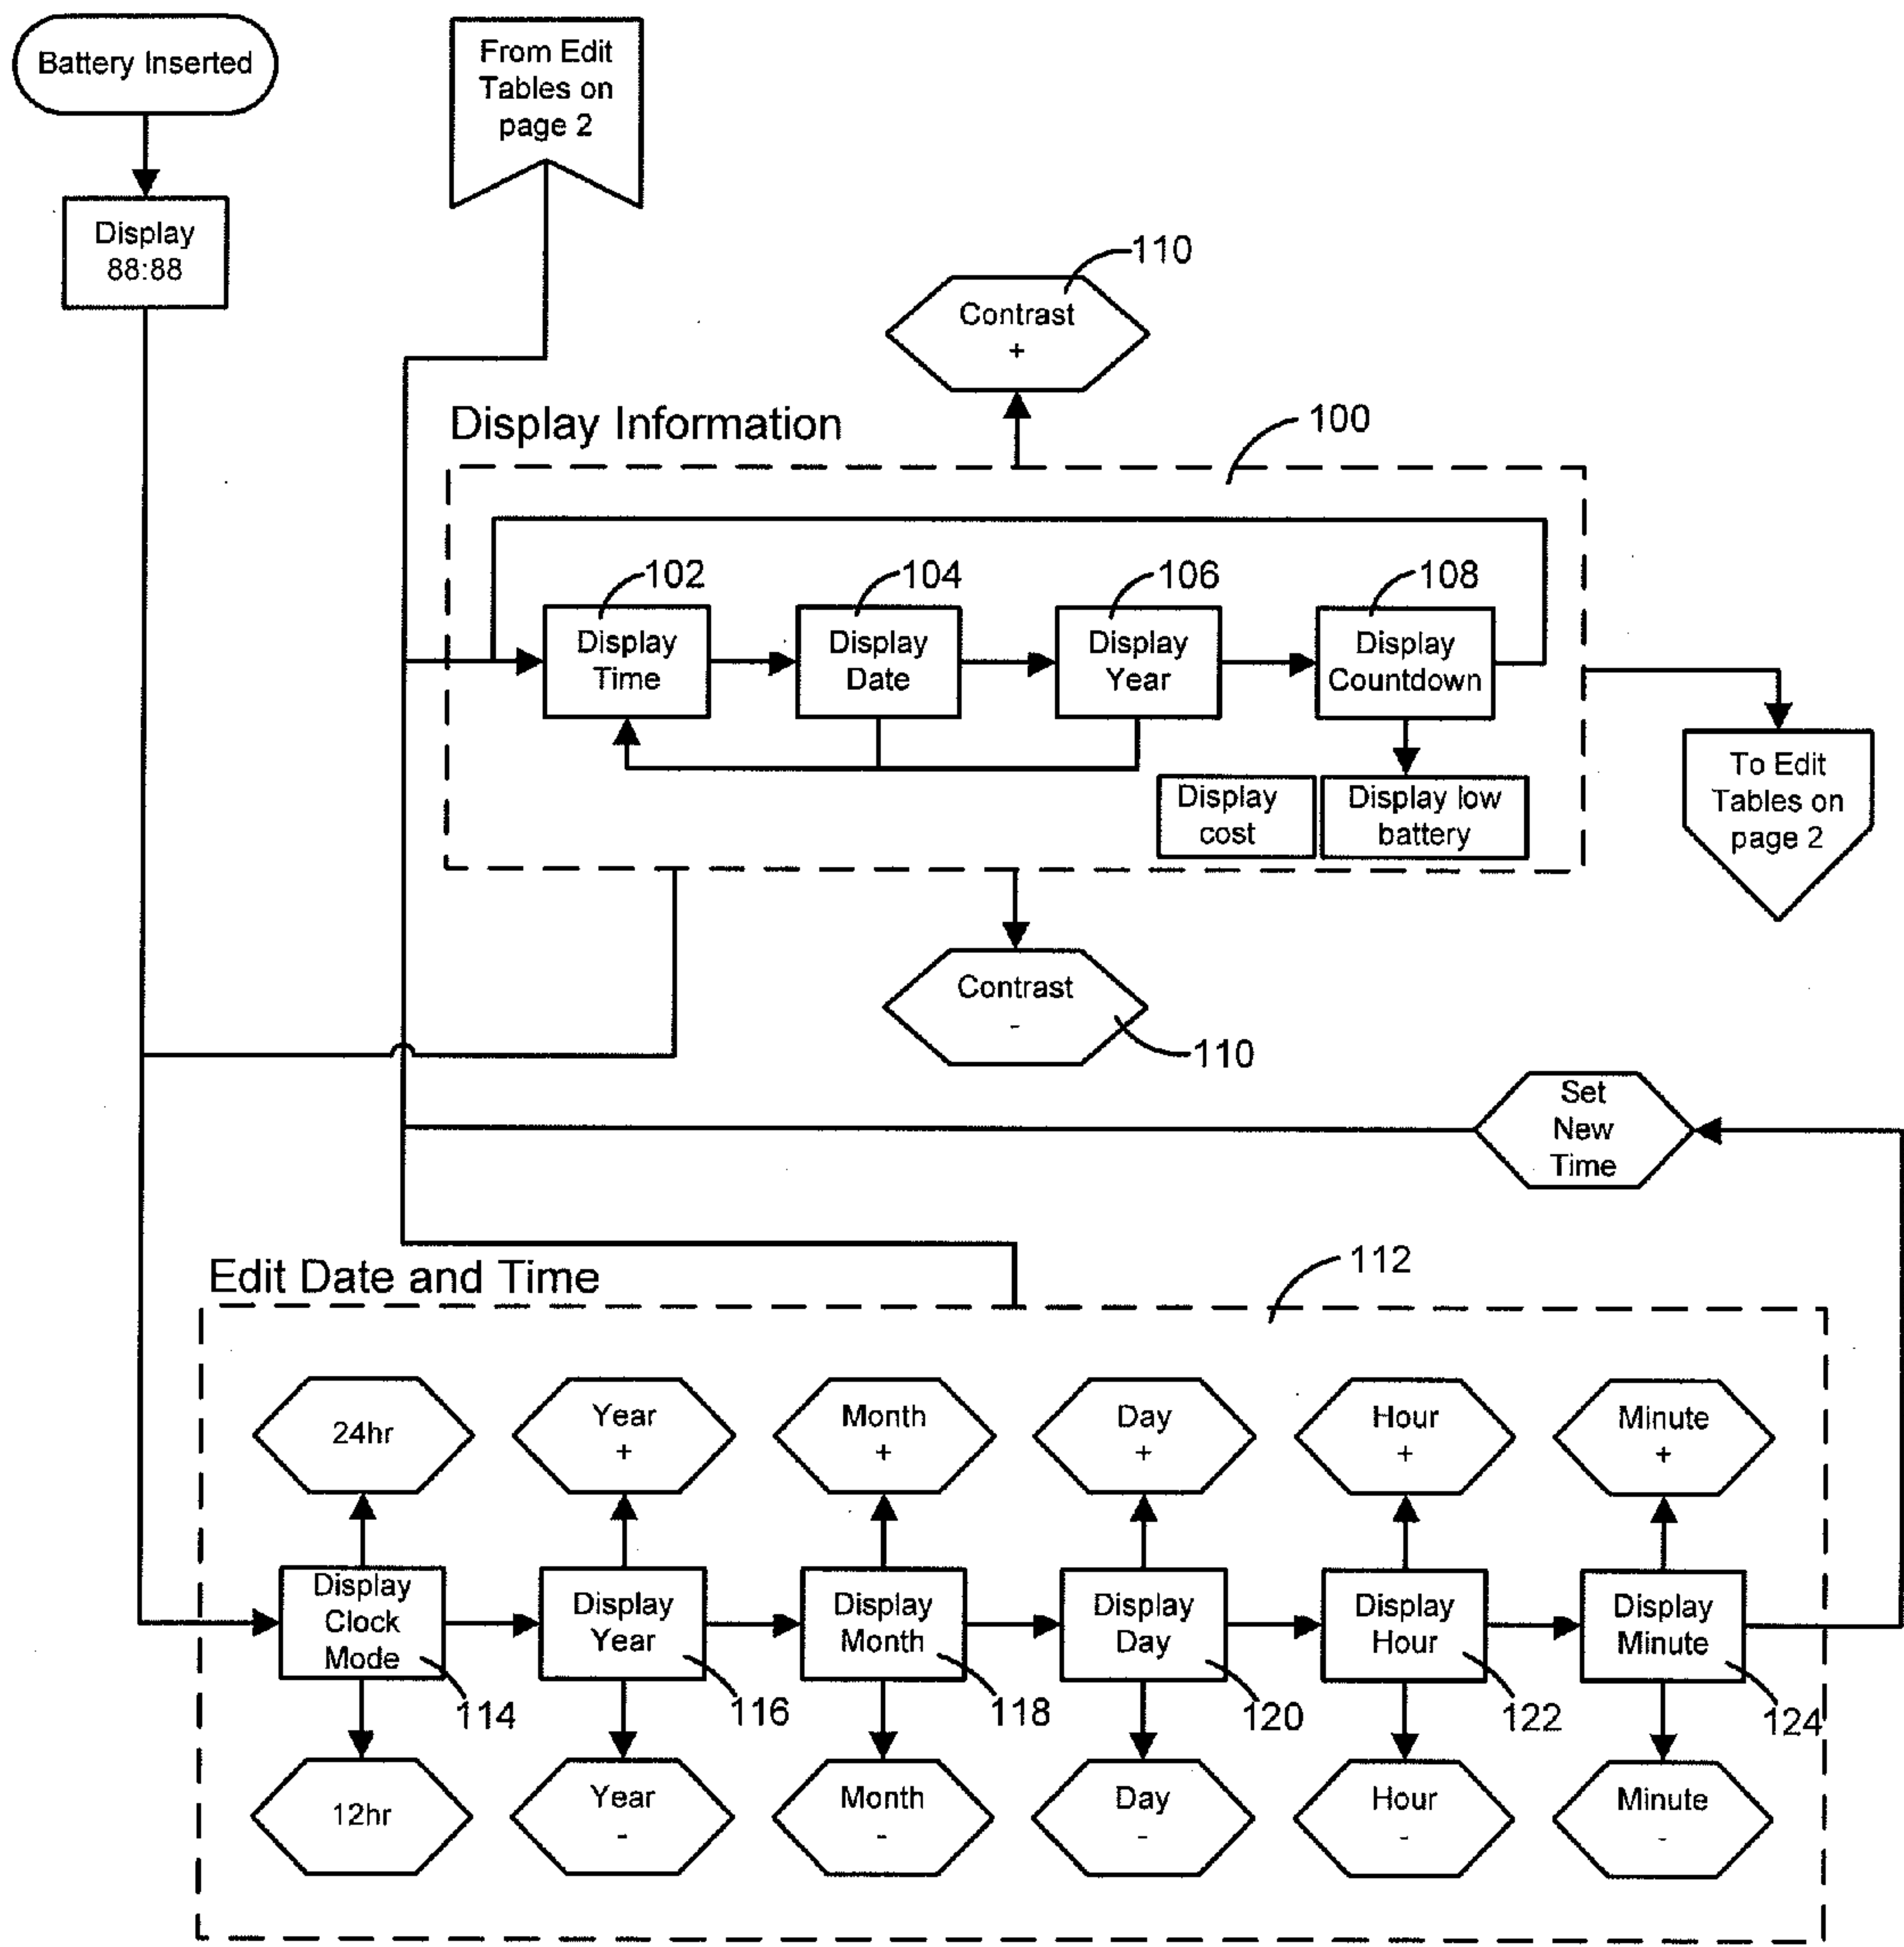 Battery Inserted
From Edit
Tables on
page 2
Display
88:88
110
Contrast
+
Display Information
100
102
104
106
108
Display
Time
Display
Date
Display
Year
Display
Countdown
Display
cost
Display low
battery
To Edit
Tables on
page 2
Contrast
-
110
Set
New
Time
Edit Date and Time
112
24hr
Year
+
Month
+
Day
+
Hour
+
Minute
+
Display
Clock
Mode
Display
Year
Display
Month
Display
Day
Display
Hour
Display
Minute
114
116
118
120
122
124
12hr
Year
-
Month
-
Day
-
Hour
-
Minute
-